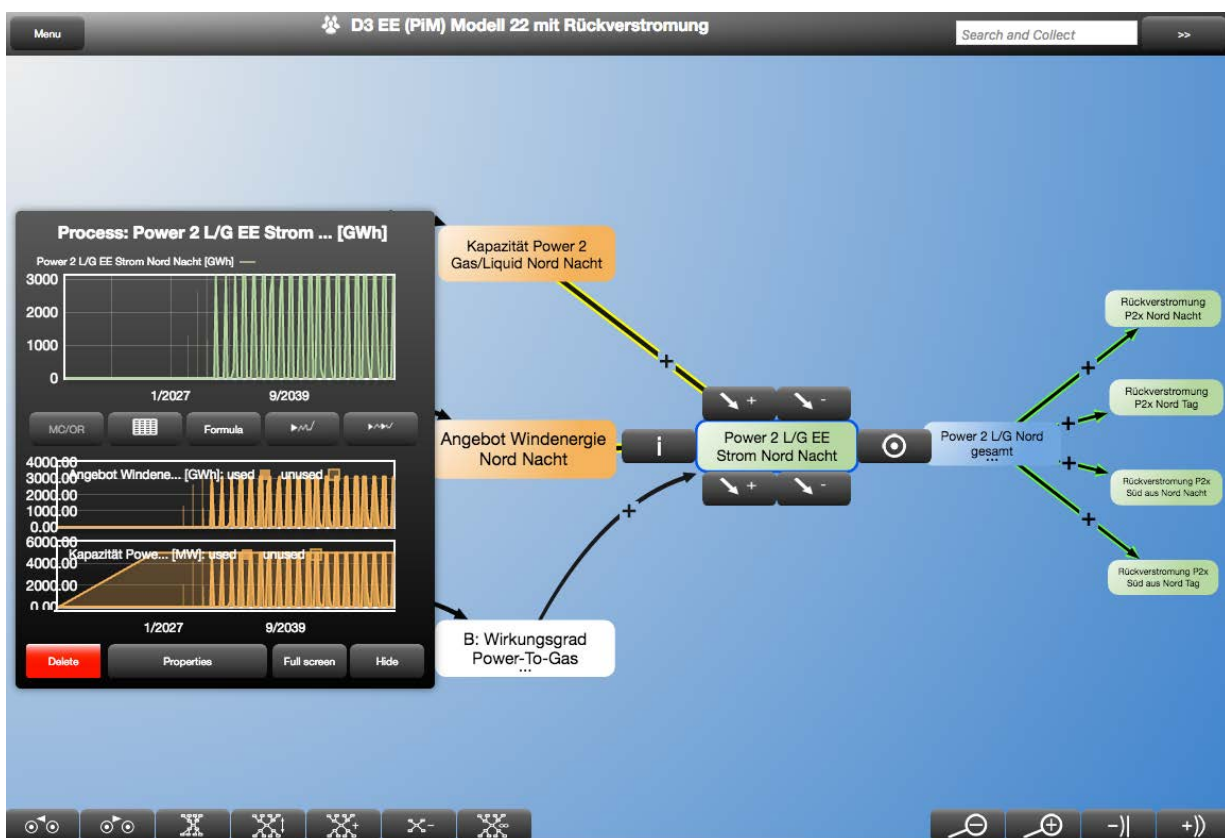 Menu
D3 EE (PiM) Modell 22 mit Rückverstromung
Search and Collect
>>
Process: Power 2 L/G EE Strom ... [GWh]
Power 2 L/G EE Strom Nord Nacht [GWh]
3000
2000
1000
0
1/2027
9/2039
MC/OR
Formula
4000.00
Angebot Windene... [GWh]: used
unused
3000.00
2000.00
1000.00
0.00
6000.00
Kapazität Powe... [MW]: used
unused
4000.00
2000.00
0.00
1/2027
9/2039
Delete
Properties
Full screen
Hide
Kapazität Power 2
Gas/Liquid Nord Nacht
+
Angebot Windenergie
Nord Nacht
i
+
-
Power 2 L/G EE
Strom Nord Nacht
+
-
+
B: Wirkungsgrad
Power-To-Gas
...
Power 2 L/G Nord
gesamt
...
+
+
+
+
Rückverstromung
P2x Nord Nacht
Rückverstromung
P2x Nord Tag
Rückverstromung P2x
Süd aus Nord Nacht
Rückverstromung P2x
Süd aus Nord Tag
-)|
+))